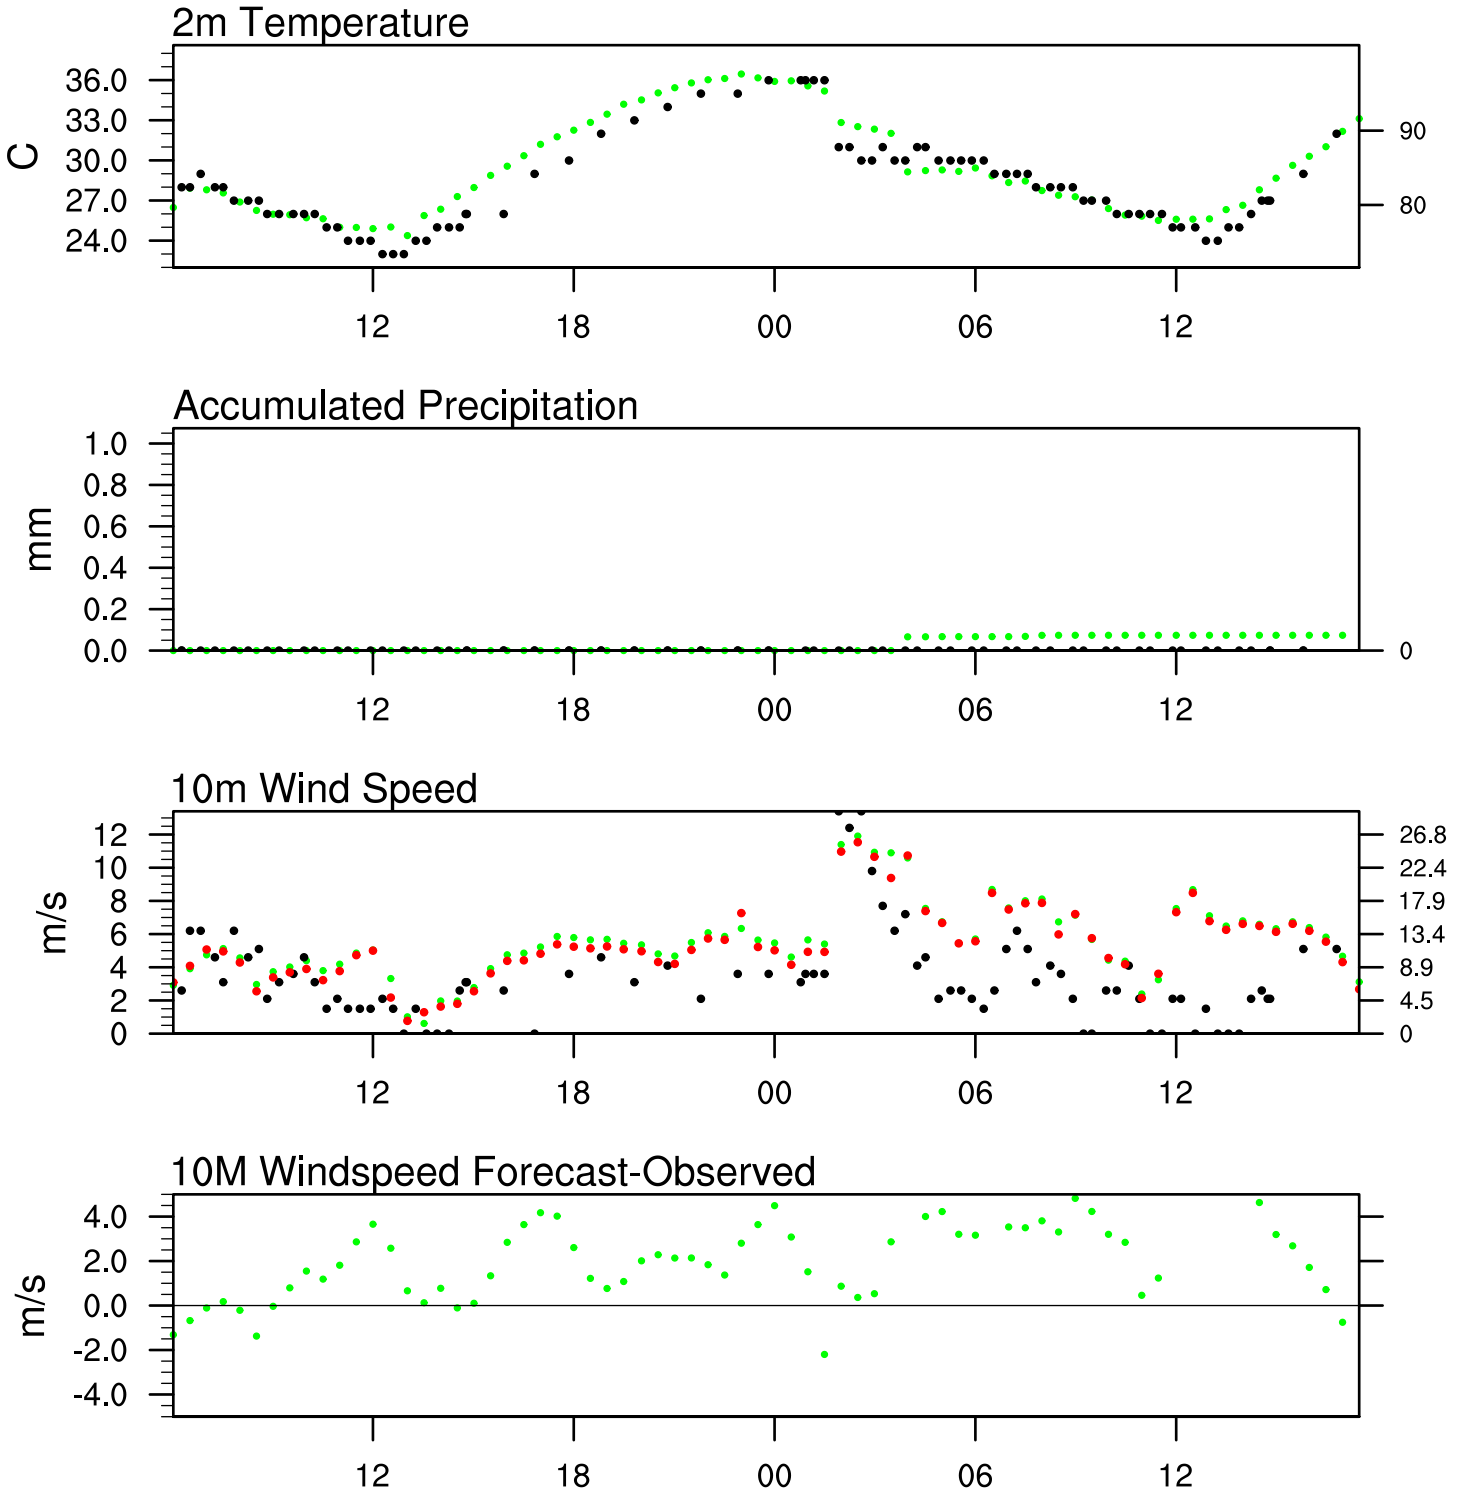 2m Temperature
36.0
33.0
30.0
27.0
24.0
C
90
80
12 18 00 06 12
Accumulated Precipitation
1.0
0.8
0.6
0.4
0.2
0.0
mm
0
12 18 00 06 12
10m Wind Speed
12
10
8
6
4
2
0
m/s
26.8
22.4
17.9
13.4
8.9
4.5
0
12 18 00 06 12
10M Windspeed Forecast-Observed
4.0
2.0
0.0
-2.0
-4.0
m/s
12 18 00 06 12